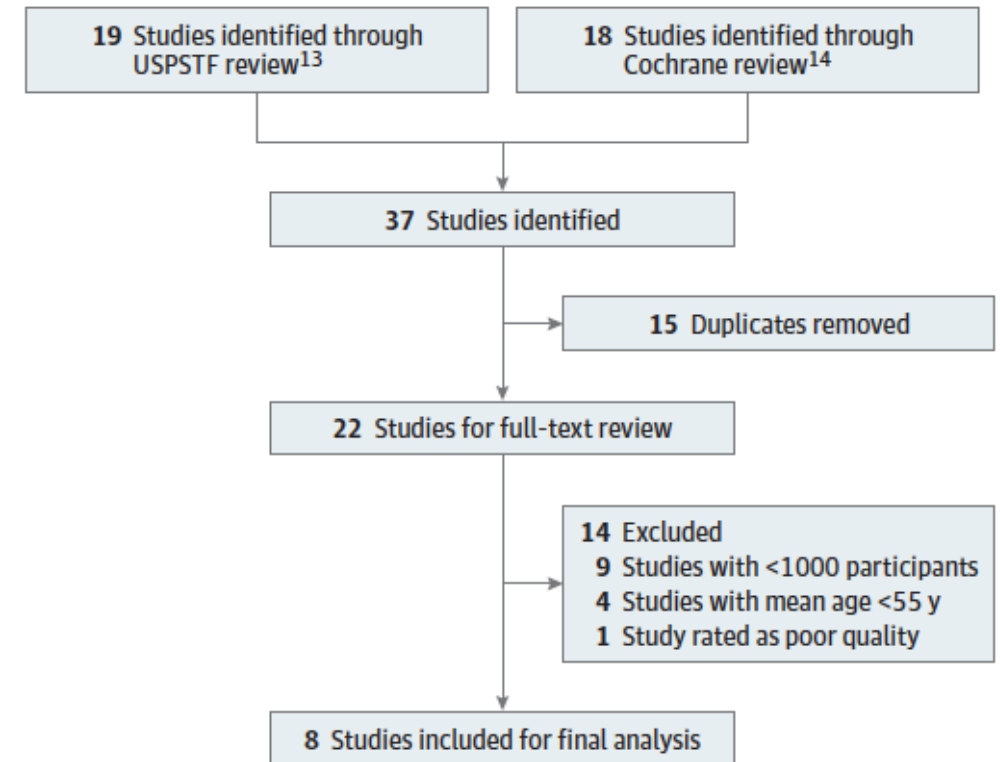 19 Studies identified through
USPSTF review13
18 Studies identified through
Cochrane review14
37 Studies identified
15 Duplicates removed
22 Studies for full-text review
14 Excluded
9 Studies with <1000 participants
4 Studies with mean age <55 y
1 Study rated as poor quality
8 Studies included for final analysis